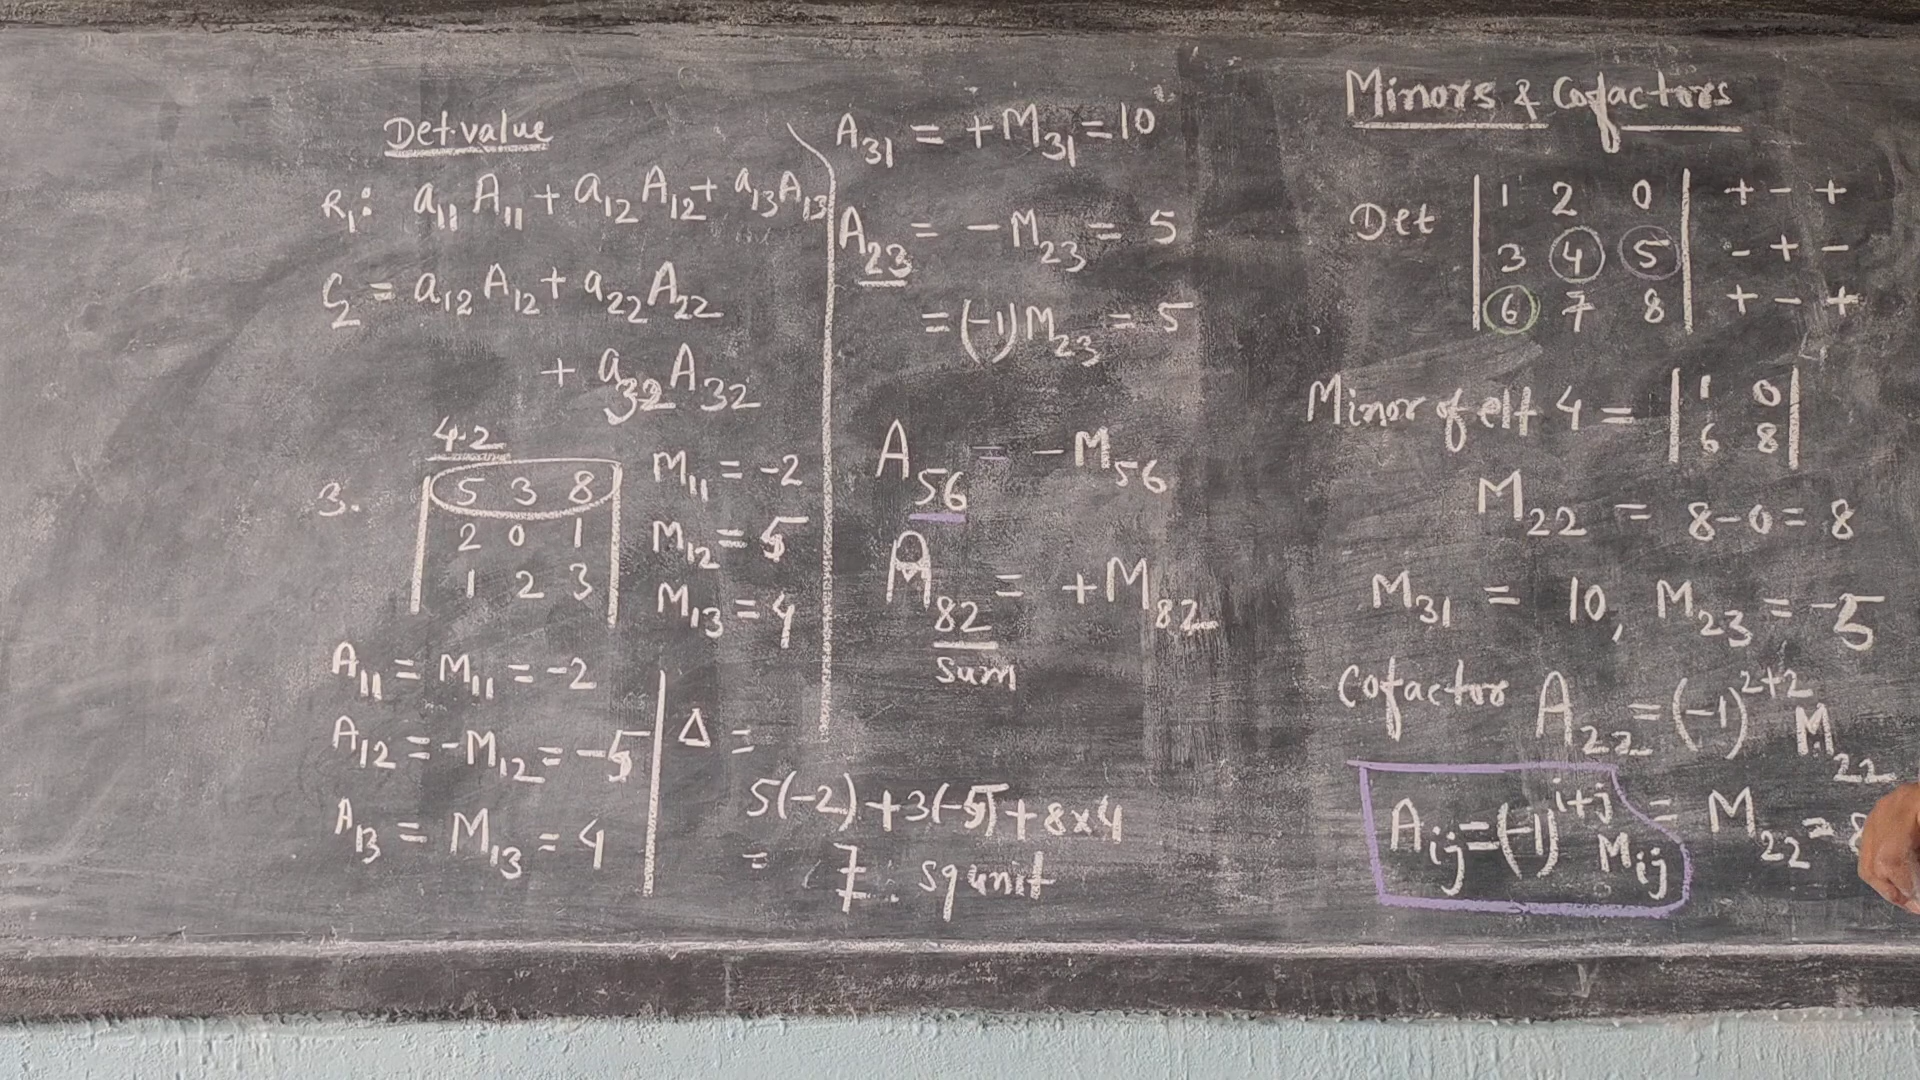 Minors & Cofactors
Det | 1 2 0 | + - +
| 3 4 5 | - + -
| 6 7 8 | + - +
Minor of elt 4 = | 1 0 |
| 6 8 |
M₂₂ = 8-0 = 8
M₃₁ = 10, M₂₃ = -5
Cofactor A₂₂ = (-1)²⁺² M₂₂
Aᵢⱼ = (-1)ⁱ⁺ʲ Mᵢⱼ
= M₂₂ = 8
A₃₁ = +M₃₁ = 10
A₂₃ = -M₂₃ = 5
= (-1)M₂₃ = 5
A₅₆ = -M₅₆
A₈₂ = +M₈₂
sum
Det. value
R₁: a₁₁ A₁₁ + a₁₂ A₁₂ + a₁₃ A₁₃
C₂ = a₁₂ A₁₂ + a₂₂ A₂₂
+ a₃₂ A₃₂
4.2
3. | 5 3 8 |
| 2 0 1 |
| 1 2 3 |
M₁₁ = -2
M₁₂ = 5
M₁₃ = 4
A₁₁ = M₁₁ = -2
A₁₂ = -M₁₂ = -5
A₁₃ = M₁₃ = 4
Δ =
5(-2) + 3(-5) + 8×4
= 7 sq unit